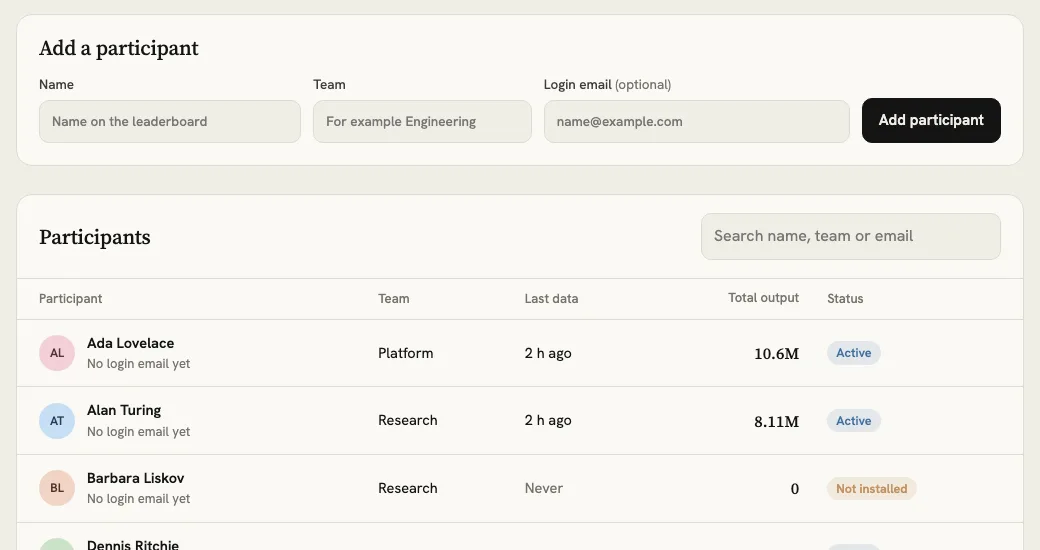 Add a participant
Name Team Login email (optional)
Name on the leaderboard For example Engineering name@example.com Add participant
Participants Search name, team or email
Participant Team Last data Total output Status
AL Ada Lovelace Platform 2 h ago 10.6M Active
No login email yet
AT Alan Turing Research 2 h ago 8.11M Active
No login email yet
BL Barbara Liskov Research Never 0 Not installed
No login email yet
Dennis Ritchie